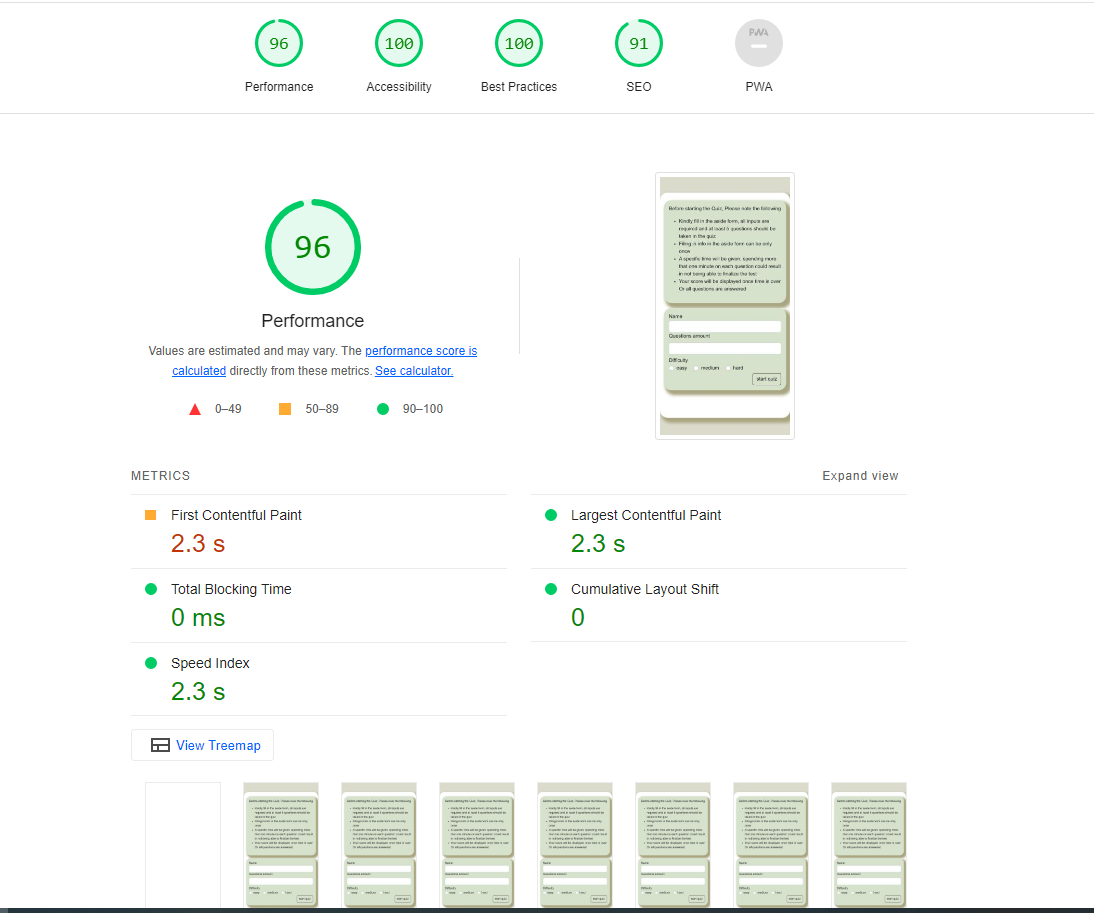 96 100 100 91 PWA
Performance Accessibility Best Practices SEO PWA
96
Performance
Values are estimated and may vary. The performance score is
calculated directly from these metrics. See calculator.
0–49 50–89 90–100
Before starting the Quiz, Please note the following
Kindly fill in the aside form, all inputs are
required and at least 5 questions should be
taken in the quiz
Filing in info in the aside form can be only
once
A specific time will be given, spending more
that one minute on each question could result
in not being able to finalize the test
Your score will be displayed once time is over
Or all questions are answered
Name
Questions amount
Difficulty
easy medium hard
start quiz
METRICS Expand view
First Contentful Paint
2.3 s
Largest Contentful Paint
2.3 s
Total Blocking Time
0 ms
Cumulative Layout Shift
0
Speed Index
2.3 s
View Treemap